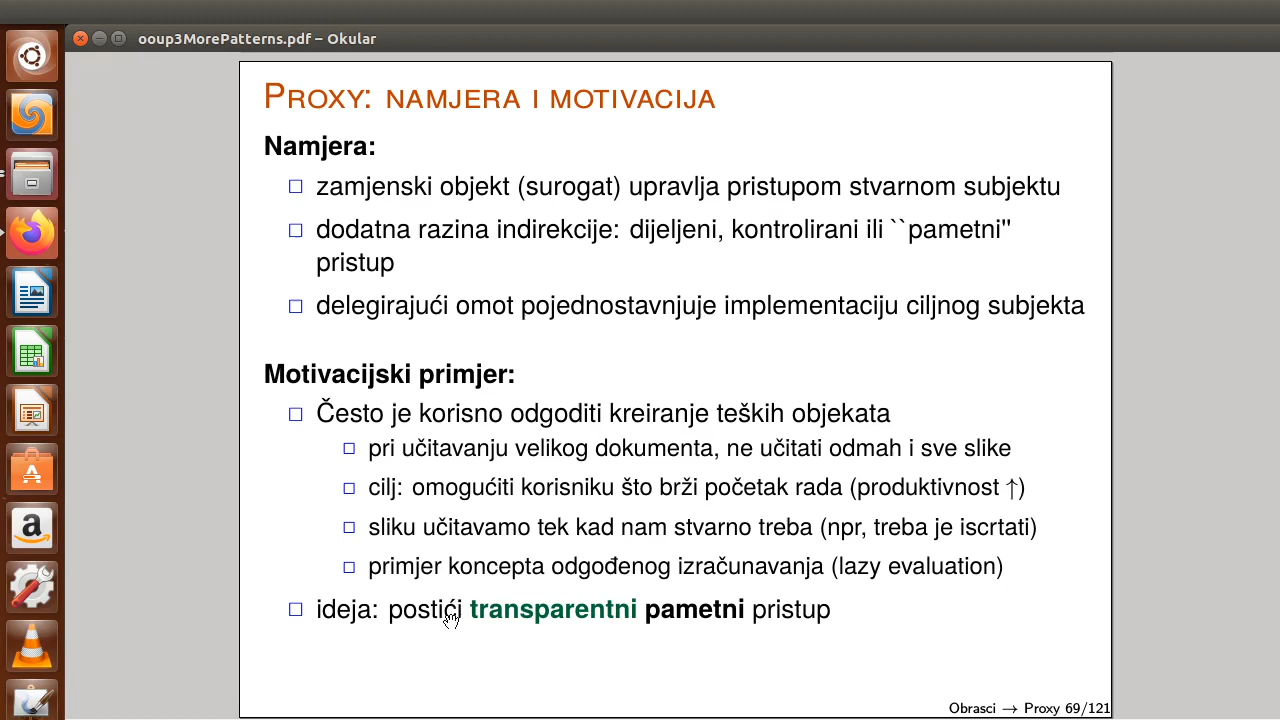 ooup3MorePatterns.pdf – Okular
Proxy: namjera i motivacija
Namjera:
zamjenski objekt (surogat) upravlja pristupom stvarnom subjektu
dodatna razina indirekcije: dijeljeni, kontrolirani ili ``pametni"
pristup
delegirajući omot pojednostavnjuje implementaciju ciljnog subjekta
Motivacijski primjer:
Često je korisno odgoditi kreiranje teških objekata
pri učitavanju velikog dokumenta, ne učitati odmah i sve slike
cilj: omogućiti korisniku što brži početak rada (produktivnost ↑)
sliku učitavamo tek kad nam stvarno treba (npr, treba je iscrtati)
primjer koncepta odgođenog izračunavanja (lazy evaluation)
ideja: postići transparentni pametni pristup
Obrasci → Proxy 69/121